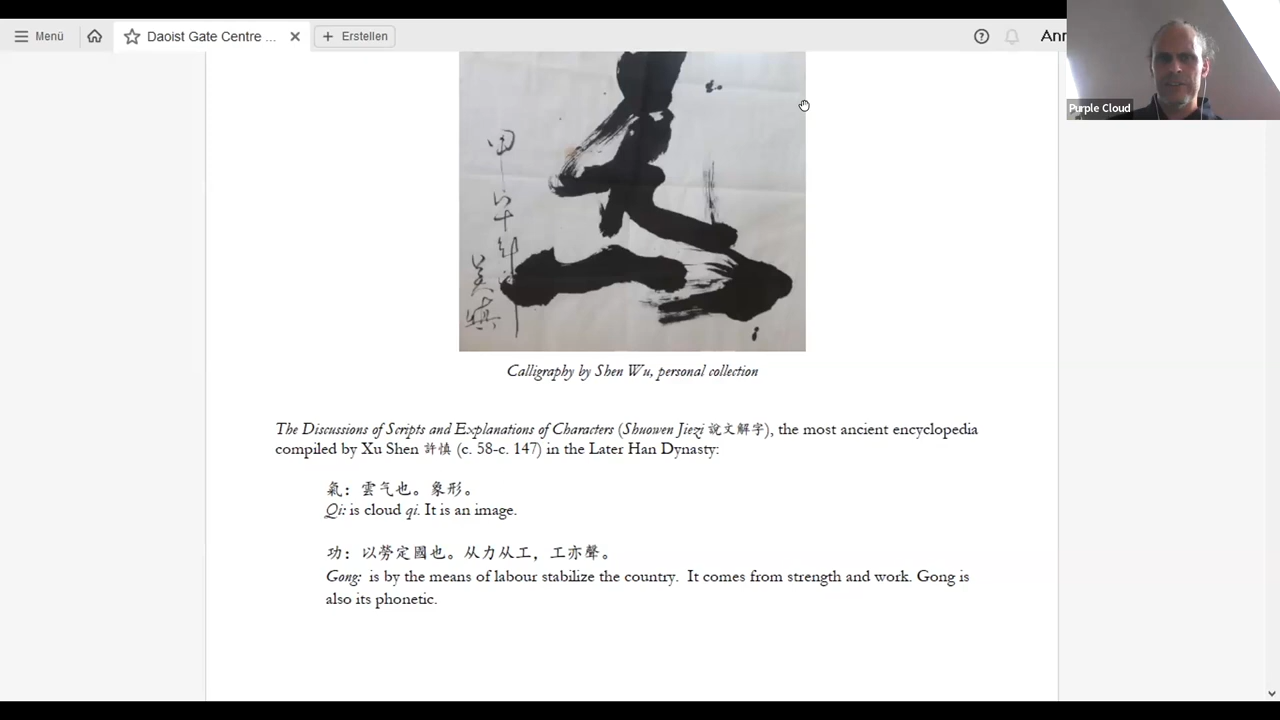 Menü
Daoist Gate Centre ...
Erstellen
Purple Cloud
Calligraphy by Shen Wu, personal collection
The Discussions of Scripts and Explanations of Characters (Shuowen Jiezi 說文解字), the most ancient encyclopedia
compiled by Xu Shen 許慎 (c. 58-c. 147) in the Later Han Dynasty:
氣：雲气也。象形。
Qi: is cloud qi. It is an image.
功：以勞定國也。从力从工，工亦聲。
Gong: is by the means of labour stabilize the country. It comes from strength and work. Gong is
also its phonetic.